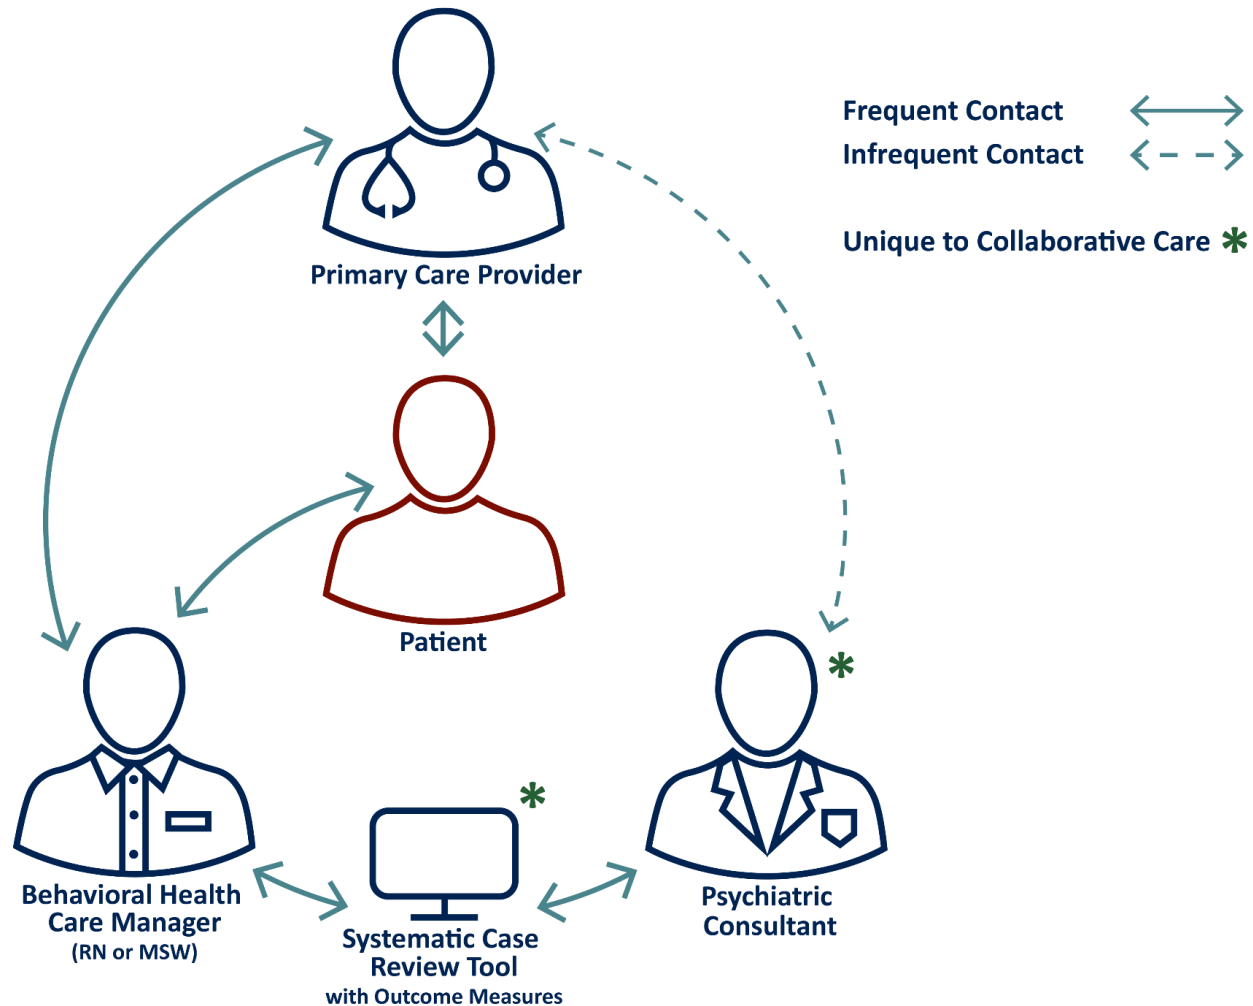 Frequent Contact
Infrequent Contact
Unique to Collaborative Care *
Primary Care Provider
Patient
*
*
Behavioral Health
Care Manager
(RN or MSW)
Systematic Case
Review Tool
with Outcome Measures
Psychiatric
Consultant